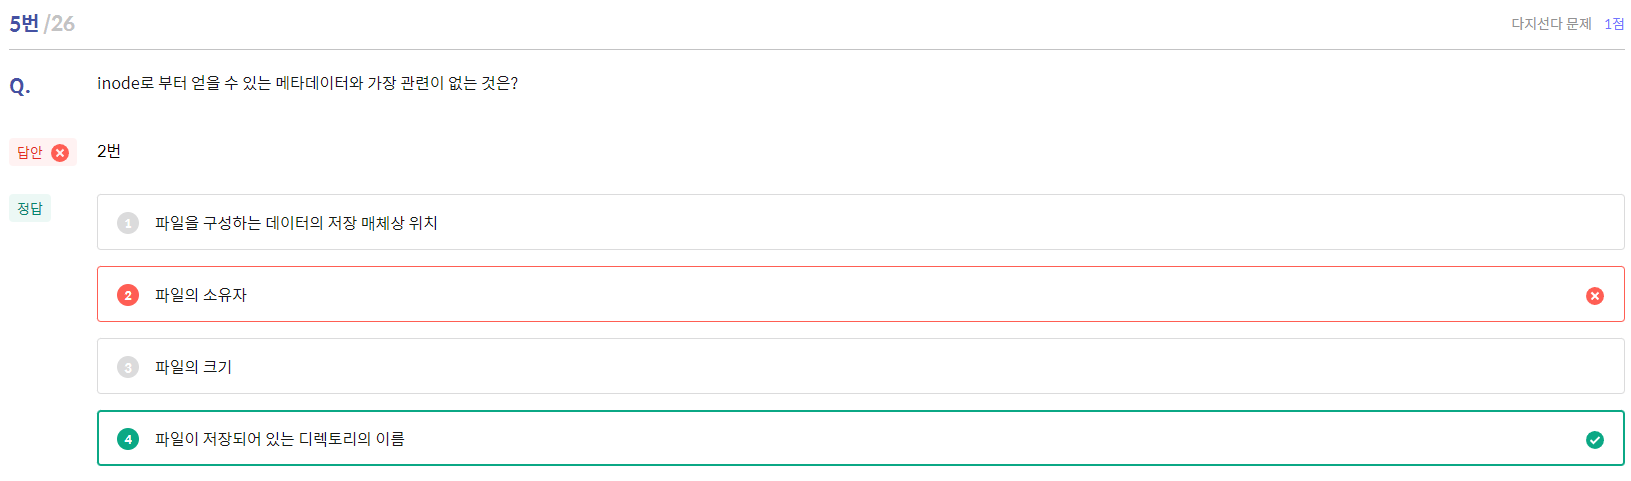 5번 /26
다지선다 문제 1점
Q. inode로 부터 얻을 수 있는 메타데이터와 가장 관련이 없는 것은?
답안 2번
정답
1 파일을 구성하는 데이터의 저장 매체상 위치
2 파일의 소유자
3 파일의 크기
4 파일이 저장되어 있는 디렉토리의 이름